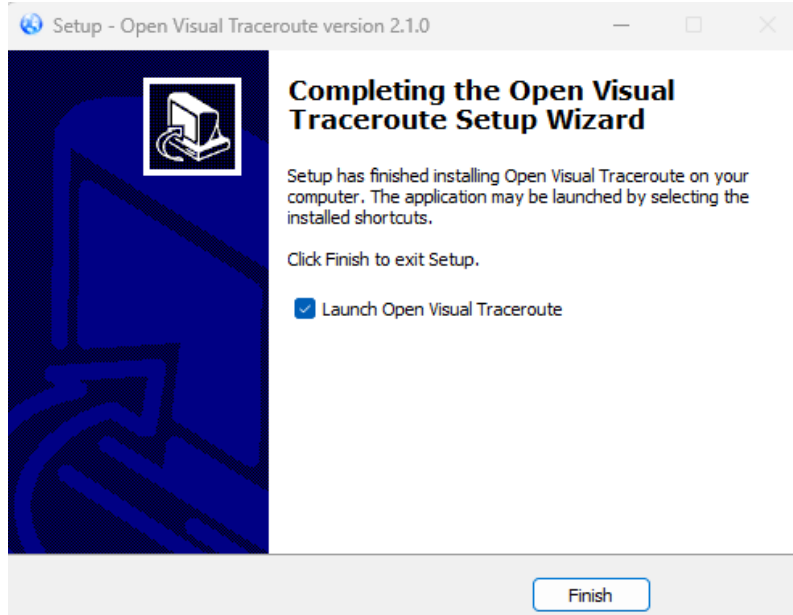 Setup - Open Visual Traceroute version 2.1.0
Completing the Open Visual
Traceroute Setup Wizard
Setup has finished installing Open Visual Traceroute on your
computer. The application may be launched by selecting the
installed shortcuts.
Click Finish to exit Setup.
Launch Open Visual Traceroute
Finish